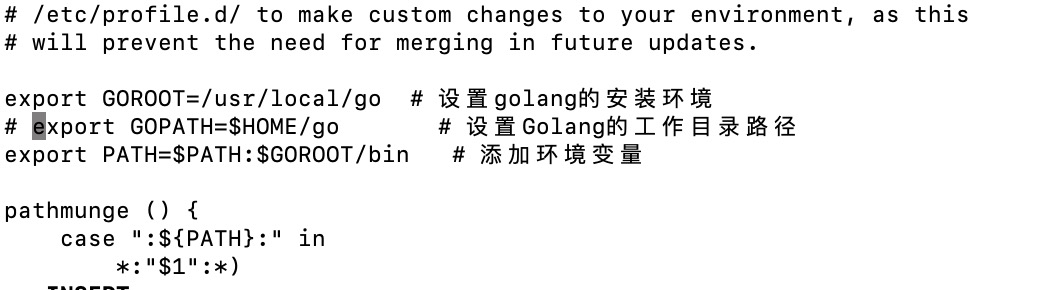 # /etc/profile.d/ to make custom changes to your environment, as this
# will prevent the need for merging in future updates.
export GOROOT=/usr/local/go  # 设置golang的安装环境
# export GOPATH=$HOME/go       # 设置Golang的工作目录路径
export PATH=$PATH:$GOROOT/bin   # 添加环境变量
pathmunge () {
    case ":${PATH}:" in
        *:"$1":*)
-- INSERT --